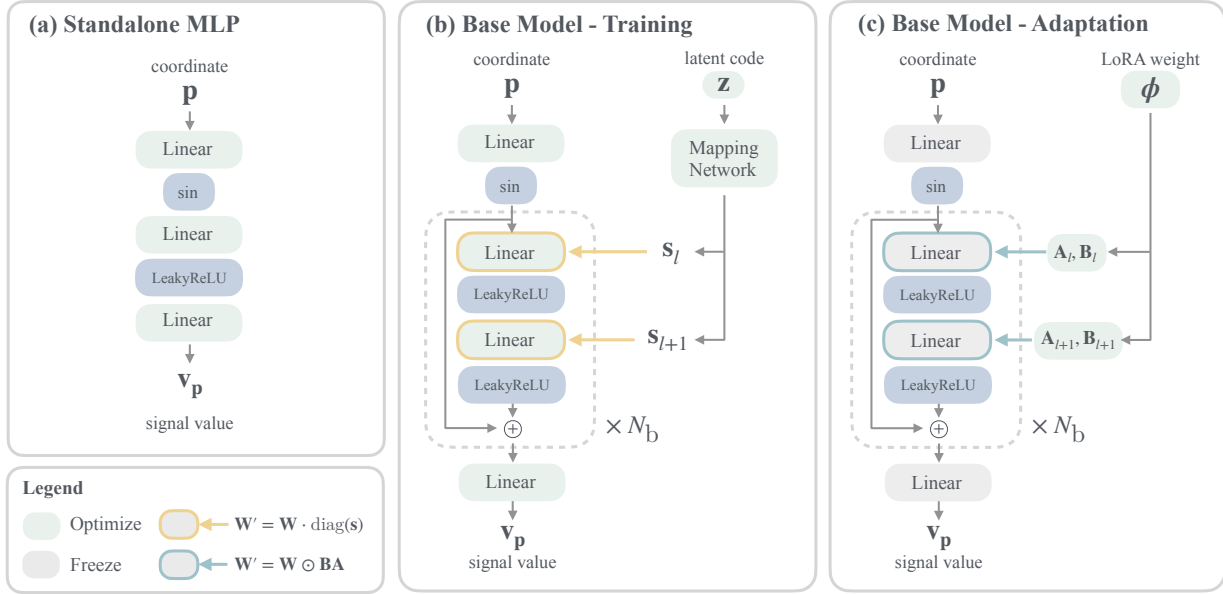 (a) Standalone MLP
coordinate
p
Linear
sin
Linear
LeakyReLU
Linear
v_p
signal value
Legend
Optimize
W′ = W · diag(s)
Freeze
W′ = W ⊙ BA
(b) Base Model - Training
coordinate
p
latent code
z
Linear
Mapping
Network
sin
Linear
s_l
LeakyReLU
Linear
s_{l+1}
LeakyReLU
+
× N_b
Linear
v_p
signal value
(c) Base Model - Adaptation
coordinate
p
LoRA weight
ϕ
Linear
sin
Linear
A_l, B_l
LeakyReLU
Linear
A_{l+1}, B_{l+1}
LeakyReLU
+
× N_b
Linear
v_p
signal value